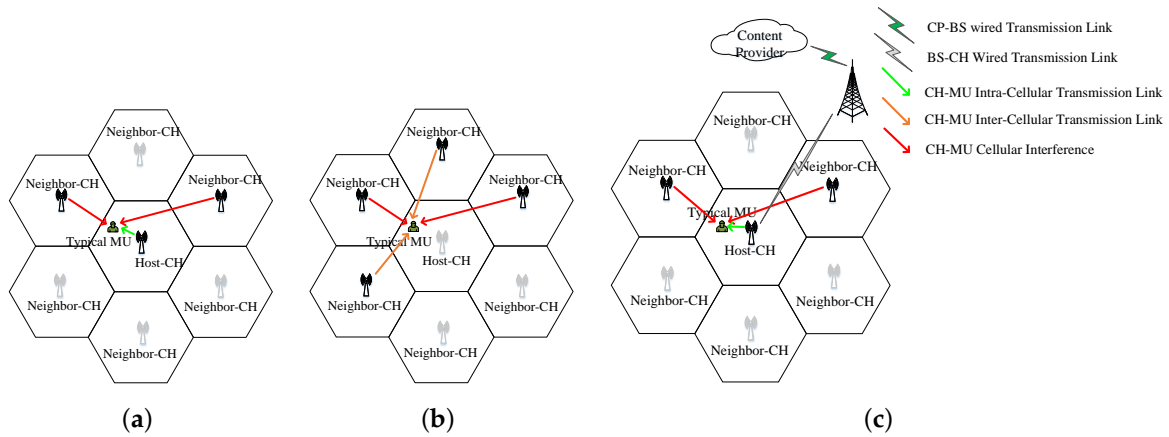 Neighbor-CH
Neighbor-CH
Neighbor-CH
Typical MU
Host-CH
Neighbor-CH
Neighbor-CH
Neighbor-CH
(a)
Neighbor-CH
Neighbor-CH
Neighbor-CH
Typical MU
Host-CH
Neighbor-CH
Neighbor-CH
Neighbor-CH
(b)
Content
Provider
Neighbor-CH
Neighbor-CH
Neighbor-CH
Typical MU
Host-CH
Neighbor-CH
Neighbor-CH
Neighbor-CH
(c)
CP-BS wired Transmission Link
BS-CH Wired Transmission Link
CH-MU Intra-Cellular Transmission Link
CH-MU Inter-Cellular Transmission Link
CH-MU Cellular Interference